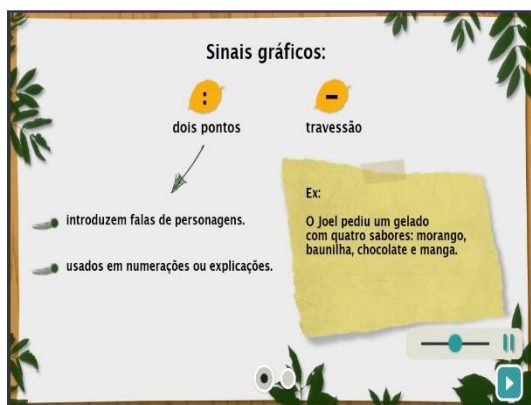 Sinais gráficos:
:
–
dois pontos
travessão
introduzem falas de personagens.
usados em numerações ou explicações.
Ex:
O Joel pediu um gelado
com quatro sabores: morango,
baunilha, chocolate e manga.